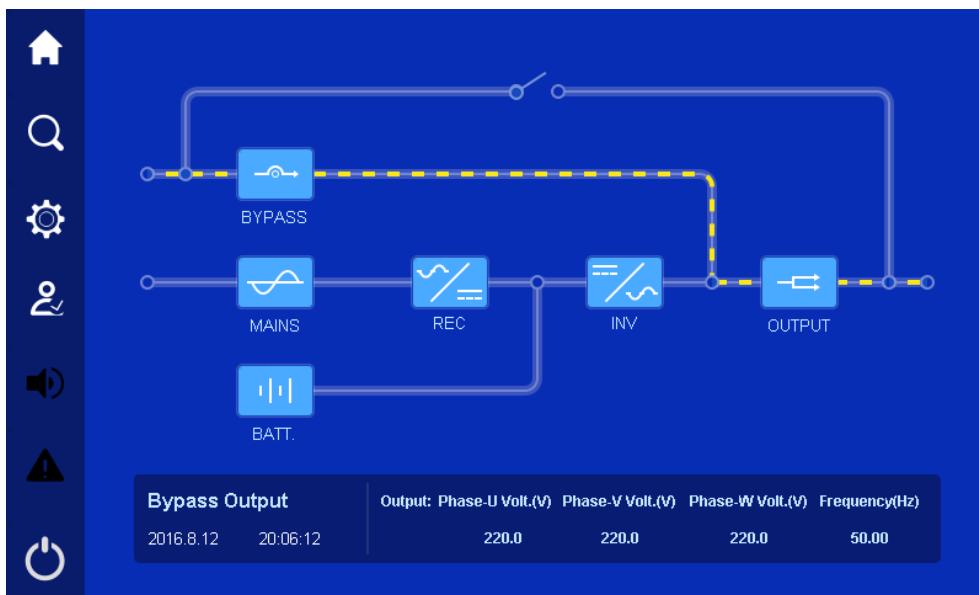 BYPASS
MAINS
REC
INV
OUTPUT
BATT.
Bypass Output
2016.8.12 20:06:12
Output: Phase-U Volt.(V) Phase-V Volt.(V) Phase-W Volt.(V) Frequency(Hz)
220.0 220.0 220.0 50.00